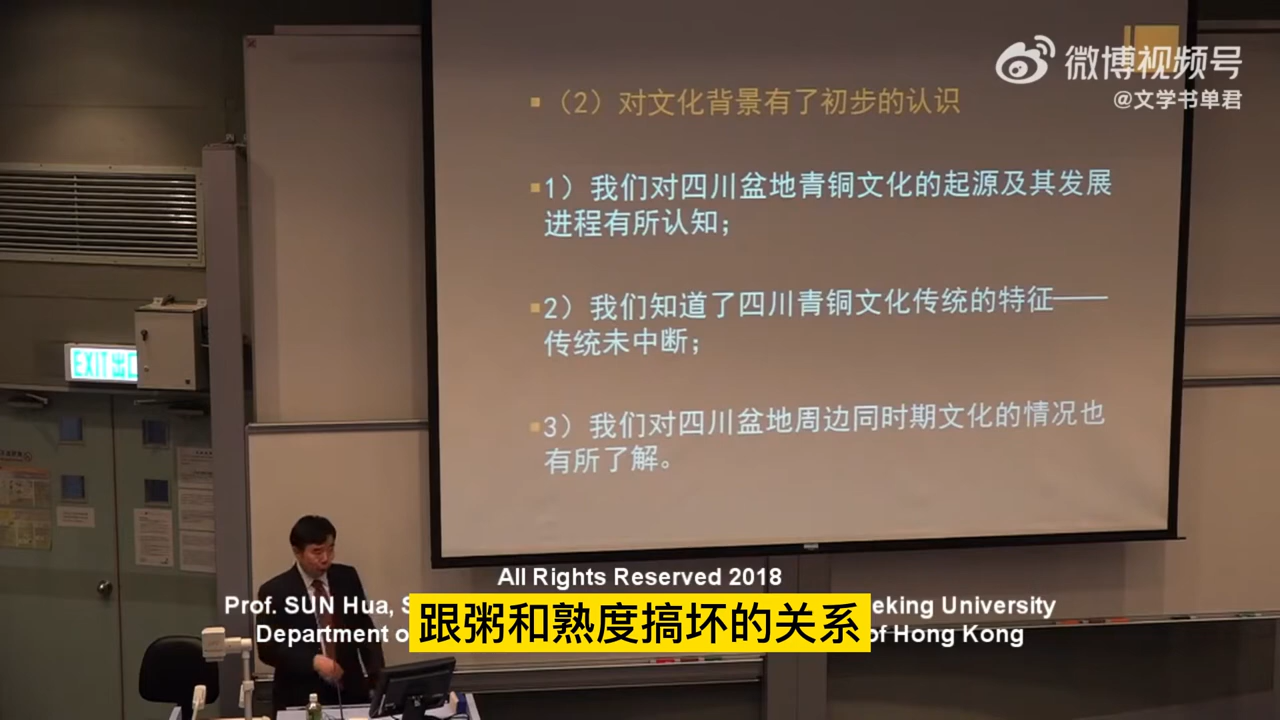 微博视频号
@文学书单君
(2)对文化背景有了初步的认识
1)我们对四川盆地青铜文化的起源及其发展
进程有所认知;
2)我们知道了四川青铜文化传统的特征——
传统未中断;
3)我们对四川盆地周边同时期文化的情况也
有所了解。
EXIT 出口
All Rights Reserved 2018
Prof. SUN Hua, eking University
Department o of Hong Kong
跟粥和熟度搞坏的关系